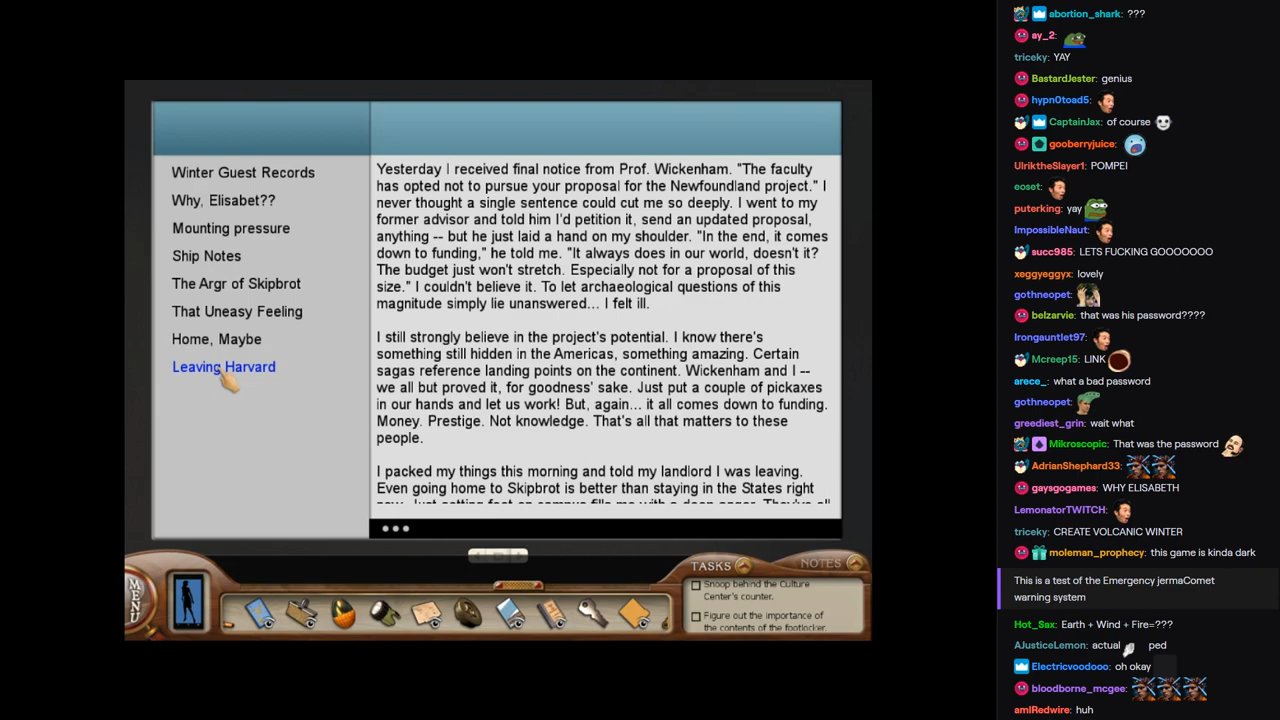 Winter Guest Records
Why, Elisabet??
Mounting pressure
Ship Notes
The Argr of Skipbrot
That Uneasy Feeling
Home, Maybe
Leaving Harvard
Yesterday I received final notice from Prof. Wickenham. "The faculty
has opted not to pursue your proposal for the Newfoundland project." I
never thought a single sentence could cut me so deeply. I went to my
former advisor and told him I'd petition it, send an updated proposal,
anything -- but he just laid a hand on my shoulder. "In the end, it comes
down to funding," he told me. "It always does in our world, doesn't it?
The budget just won't stretch. Especially not for a proposal of this
size." I couldn't believe it. To let archaeological questions of this
magnitude simply lie unanswered... I felt ill.
I still strongly believe in the project's potential. I know there's
something still hidden in the Americas, something amazing. Certain
sagas reference landing points on the continent. Wickenham and I --
we all but proved it, for goodness' sake. Just put a couple of pickaxes
in our hands and let us work! But, again... it all comes down to funding.
Money. Prestige. Not knowledge. That's all that matters to these
people.
I packed my things this morning and told my landlord I was leaving.
Even going home to Skipbrot is better than staying in the States right
now. Just setting foot on campus fills me with a deep anger. They've all
MENU
TASKS
NOTES
Snoop behind the Culture
Center's counter.
Figure out the importance of
the contents of the footlocker.
abortion_shark: ???
ay_2:
triceky: YAY
BastardJester: genius
hypn0toad5:
CaptainJax: of course
gooberryjuice:
UlriktheSlayer1: POMPEI
eoset:
puterking: yay
ImpossibleNaut:
succ985: LETS FUCKING GOOOOOOO
xeggyeggyx: lovely
gothneopet:
belzarvie: that was his password????
Irongauntlet97:
Mcreep15: LINK
arece_: what a bad password
gothneopet:
greediest_grin: wait what
Mikroscopic: That was the password
AdrianShephard33:
gaysgogames: WHY ELISABETH
LemonatorTWITCH:
triceky: CREATE VOLCANIC WINTER
moleman_prophecy: this game is kinda dark
This is a test of the Emergency jermaComet
warning system
Hot_Sax: Earth + Wind + Fire=???
AJusticeLemon: actual ped
Electricvoodooo: oh okay
bloodborne_mcgee:
amIRedwire: huh